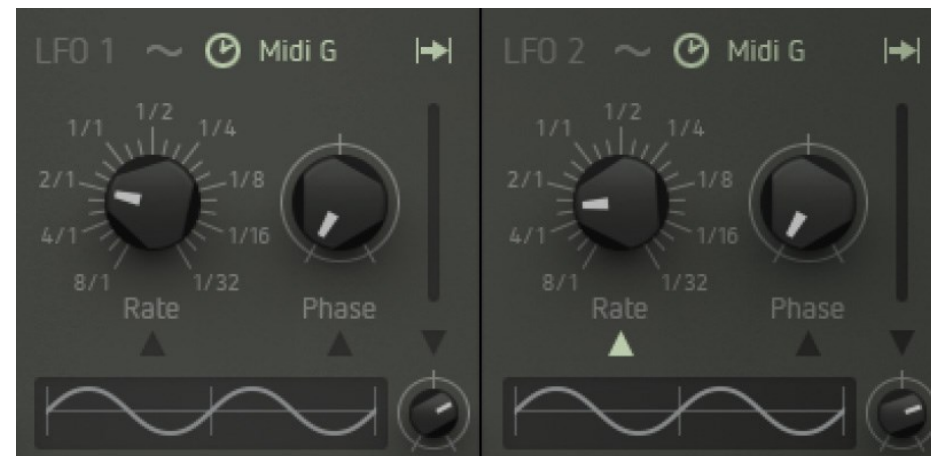 LFO 1 Midi G
1/2
1/1 1/4
2/1 1/8
4/1 1/16
8/1 1/32
Rate Phase
LFO 2 Midi G
1/2
1/1 1/4
2/1 1/8
4/1 1/16
8/1 1/32
Rate Phase